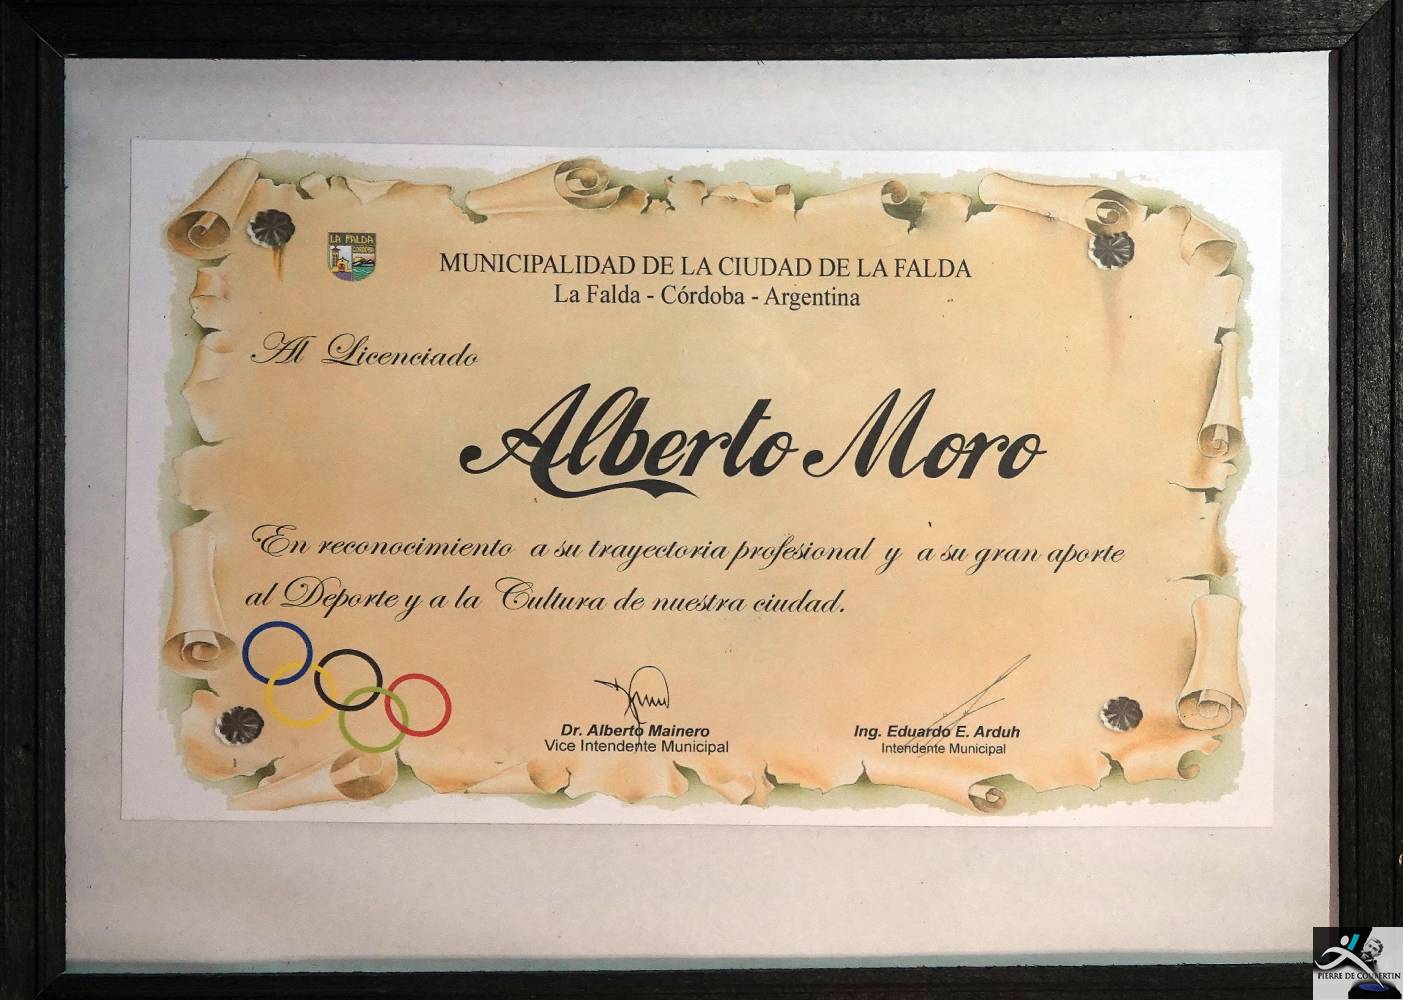 LA FALDA
MUNICIPALIDAD DE LA CIUDAD DE LA FALDA
La Falda - Córdoba - Argentina
Al Licenciado
Alberto Moro
En reconocimiento a su trayectoria profesional y a su gran aporte
al Deporte y a la Cultura de nuestra ciudad.
Dr. Alberto Mainero
Vice Intendente Municipal
Ing. Eduardo E. Arduh
Intendente Municipal
PIERRE DE COUBERTIN